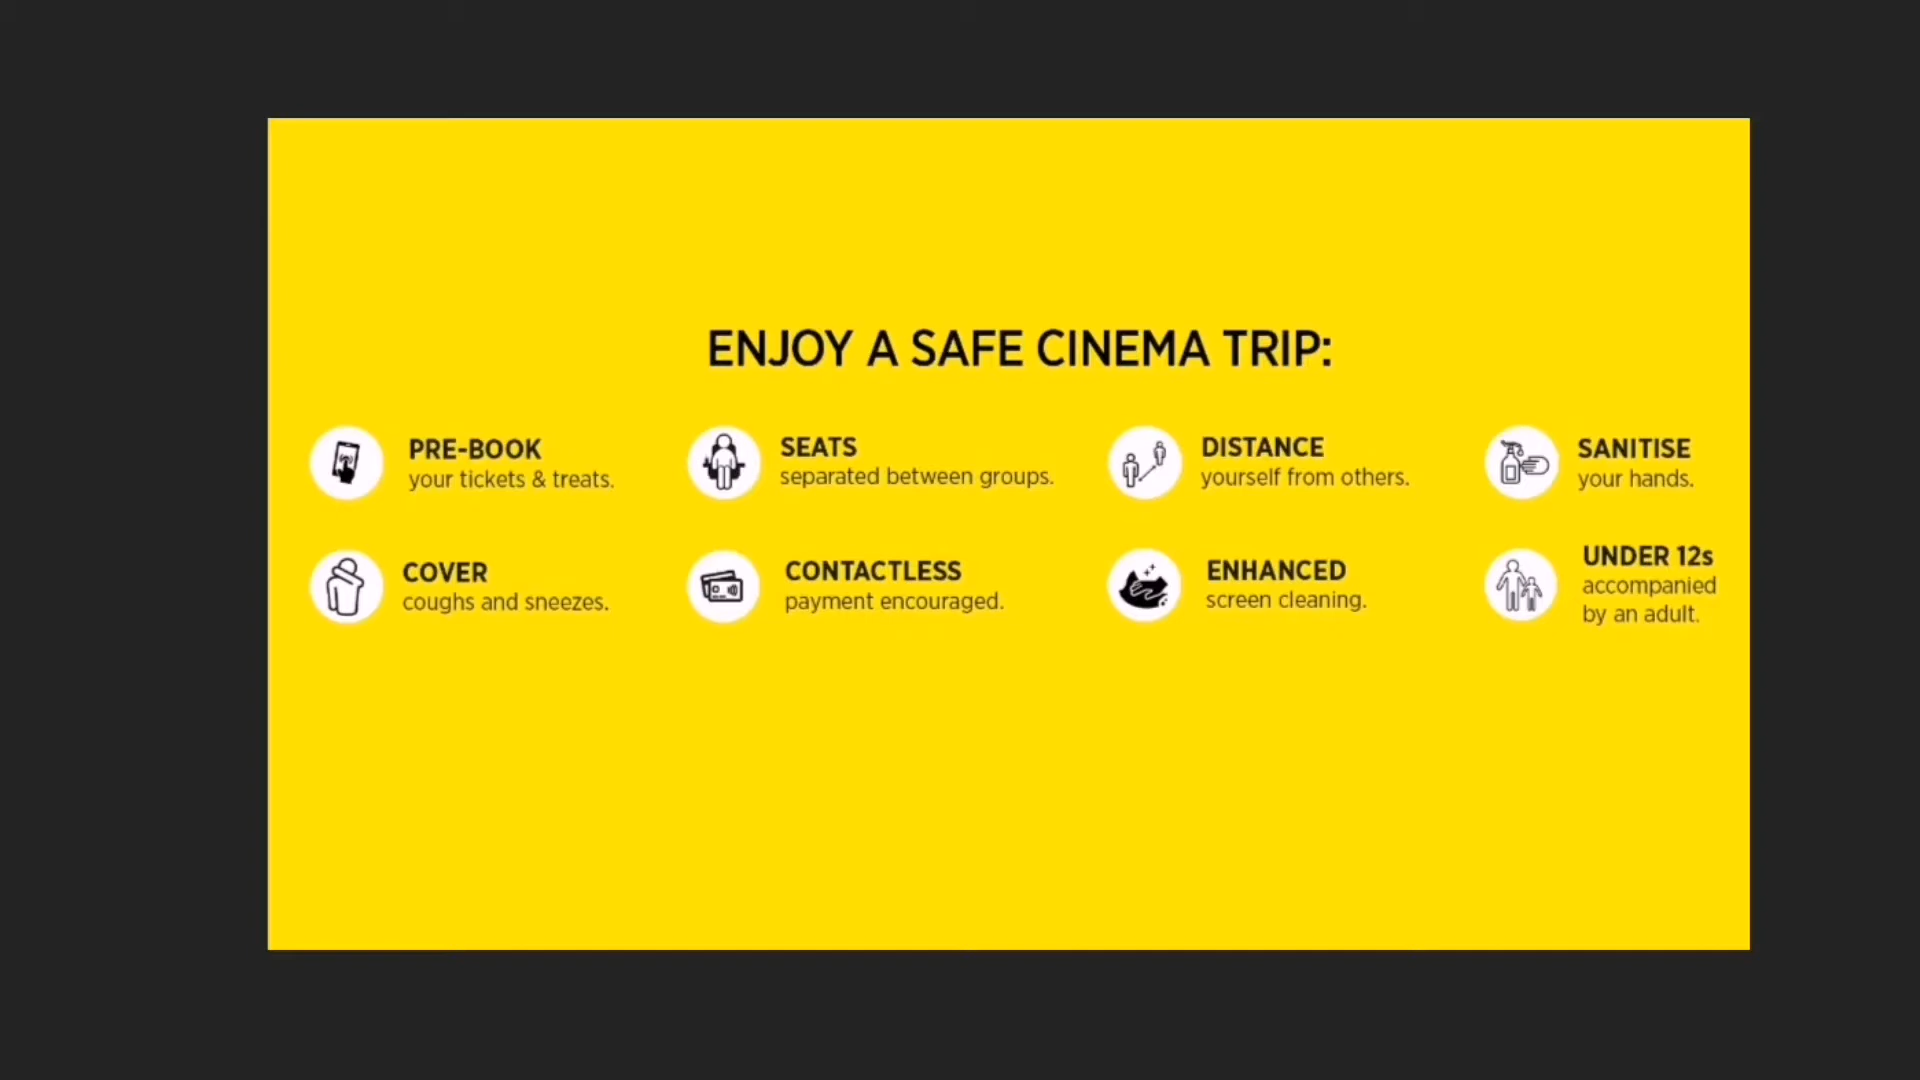 ENJOY A SAFE CINEMA TRIP:
PRE-BOOK
your tickets & treats.
SEATS
separated between groups.
DISTANCE
yourself from others.
SANITISE
your hands.
COVER
coughs and sneezes.
CONTACTLESS
payment encouraged.
ENHANCED
screen cleaning.
UNDER 12s
accompanied
by an adult.